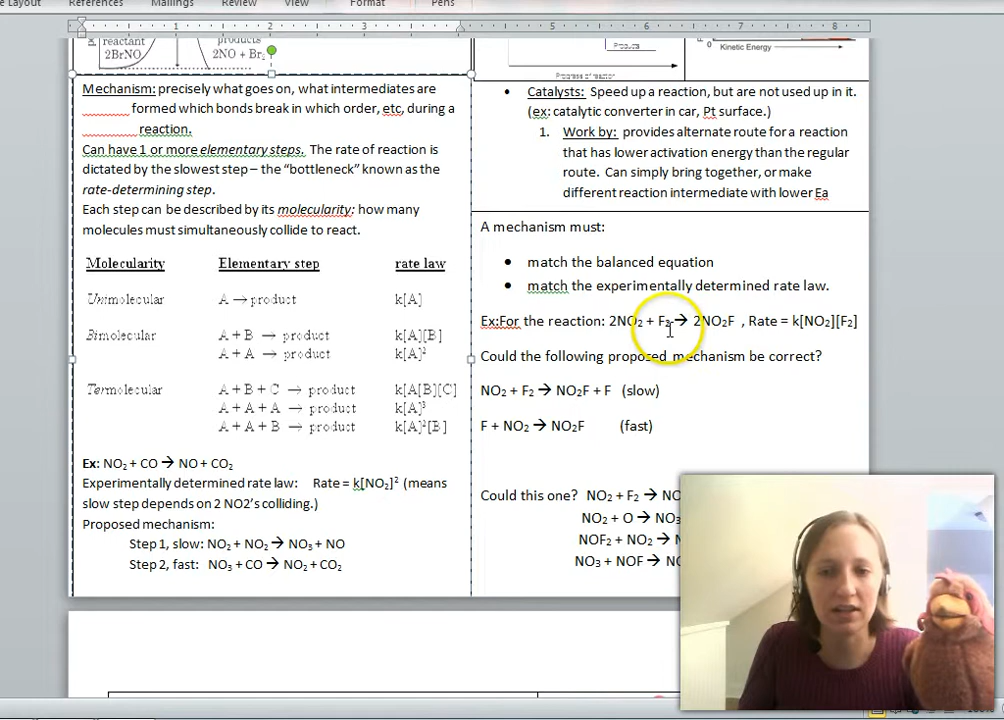 References
Mailings
Review
View
Format
Pens
1
2
3
5
6
7
8
reactant
2BrNO
products
2NO + Br₂
Products
Progress of reaction
0
Kinetic Energy
Mechanism: precisely what goes on, what intermediates are
formed which bonds break in which order, etc, during a
reaction.
Can have 1 or more elementary steps. The rate of reaction is
dictated by the slowest step – the “bottleneck” known as the
rate-determining step.
Each step can be described by its molecularity: how many
molecules must simultaneously collide to react.
Molecularity Elementary step rate law
Unimolecular A → product k[A]
Bimolecular A + B → product k[A][B]
A + A → product k[A]²
Termolecular A + B + C → product k[A[B][C]
A + A + A → product k[A]³
A + A + B → product k[A]²[B]
Ex: NO₂ + CO → NO + CO₂
Experimentally determined rate law: Rate = k[NO₂]² (means
slow step depends on 2 NO2’s colliding.)
Proposed mechanism:
Step 1, slow: NO₂ + NO₂ → NO₃ + NO
Step 2, fast: NO₃ + CO → NO₂ + CO₂
• Catalysts: Speed up a reaction, but are not used up in it.
(ex: catalytic converter in car, Pt surface.)
1. Work by: provides alternate route for a reaction
that has lower activation energy than the regular
route. Can simply bring together, or make
different reaction intermediate with lower Ea
A mechanism must:
• match the balanced equation
• match the experimentally determined rate law.
Ex:For the reaction: 2NO₂ + F₂ → 2NO₂F , Rate = k[NO₂][F₂]
Could the following proposed mechanism be correct?
NO₂ + F₂ → NO₂F + F (slow)
F + NO₂ → NO₂F (fast)
Could this one? NO₂ + F₂ → NO
NO₂ + O → NO₃
NOF₂ + NO₂ → N
NO₃ + NOF → NO